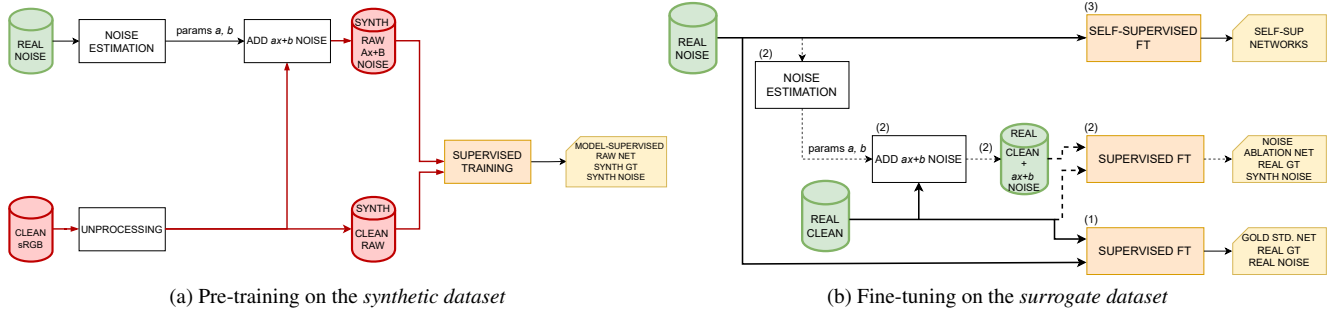 REAL
NOISE
NOISE
ESTIMATION
params a, b
ADD ax+b NOISE
SYNTH
RAW
Ax+B
NOISE
SUPERVISED
TRAINING
MODEL-SUPERVISED
RAW NET
SYNTH GT
SYNTH NOISE
CLEAN
sRGB
UNPROCESSING
SYNTH
CLEAN
RAW
(a) Pre-training on the synthetic dataset
REAL
NOISE
(3)
SELF-SUPERVISED
FT
SELF-SUP
NETWORKS
(2)
NOISE
ESTIMATION
params a, b
(2)
ADD ax+b NOISE
(2)
REAL
CLEAN
+
ax+b
NOISE
(2)
SUPERVISED FT
NOISE
ABLATION NET
REAL GT
SYNTH NOISE
REAL
CLEAN
(1)
SUPERVISED FT
GOLD STD. NET
REAL GT
REAL NOISE
(b) Fine-tuning on the surrogate dataset